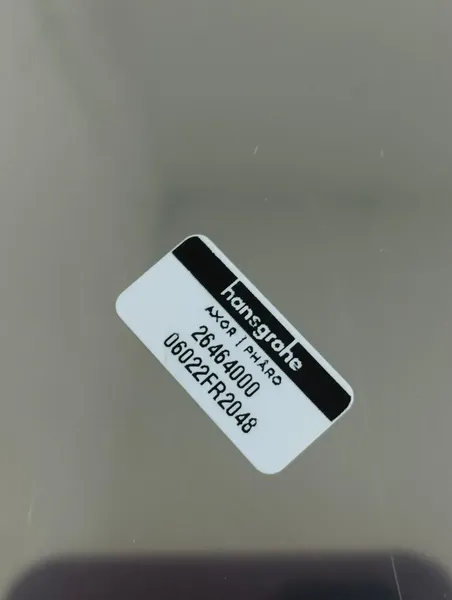 hansgrohe
AXOR | PHARO
26464000
06022FR2048